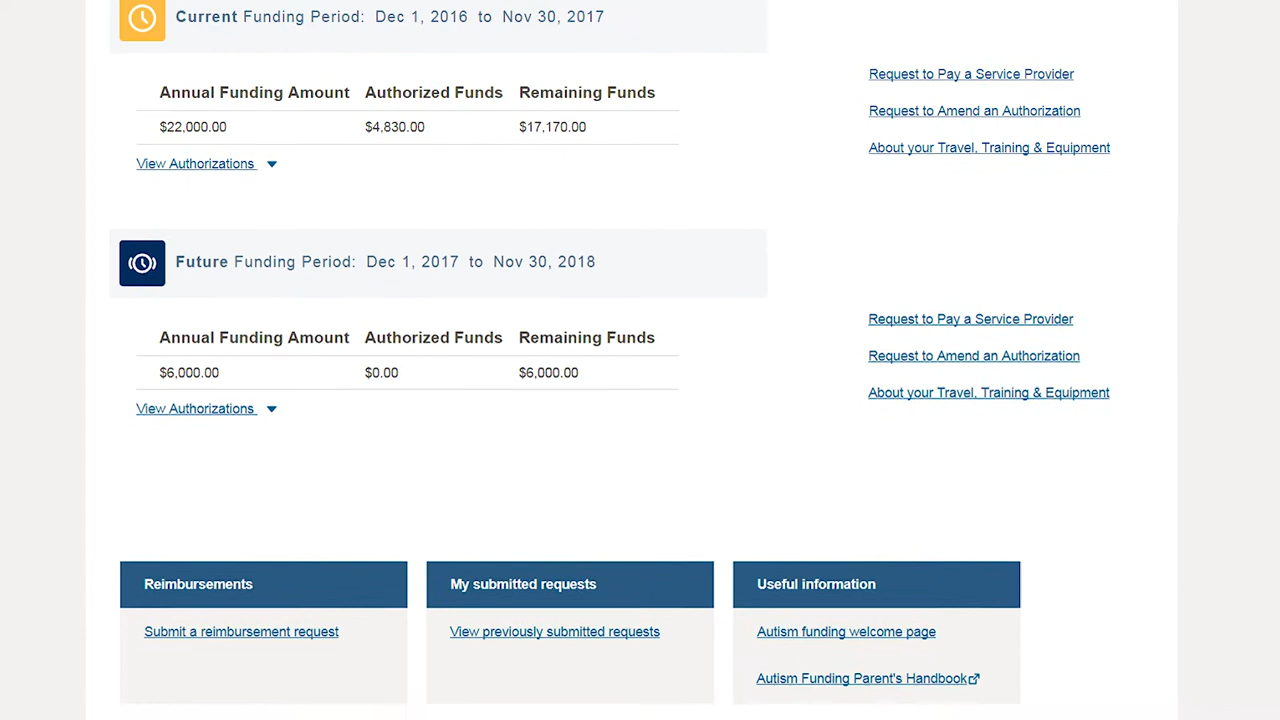 Current Funding Period: Dec 1, 2016 to Nov 30, 2017
Annual Funding Amount Authorized Funds Remaining Funds
$22,000.00 $4,830.00 $17,170.00
View Authorizations
Request to Pay a Service Provider
Request to Amend an Authorization
About your Travel, Training & Equipment
Future Funding Period: Dec 1, 2017 to Nov 30, 2018
Annual Funding Amount Authorized Funds Remaining Funds
$6,000.00 $0.00 $6,000.00
View Authorizations
Request to Pay a Service Provider
Request to Amend an Authorization
About your Travel, Training & Equipment
Reimbursements
Submit a reimbursement request
My submitted requests
View previously submitted requests
Useful information
Autism funding welcome page
Autism Funding Parent's Handbook